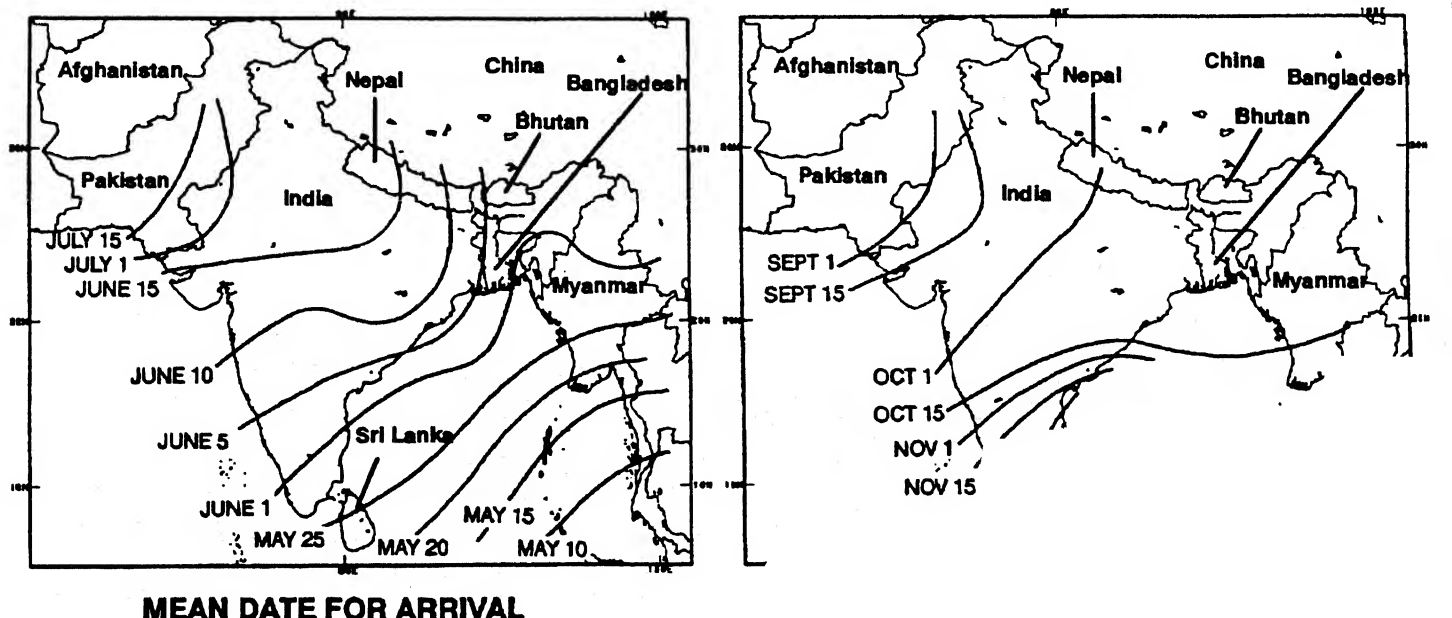 Afghanistan
China
Nepal
Bangladesh
Bhutan
Pakistan
India
JULY 15
JULY 1
JUNE 15
Myanmar
JUNE 10
JUNE 5
Sri Lanka
JUNE 1
MAY 25
MAY 20
MAY 15
MAY 10
MEAN DATE FOR ARRIVAL
Afghanistan
China
Nepal
Bangladesh
Bhutan
Pakistan
India
SEPT 1
SEPT 15
Myanmar
OCT 1
OCT 15
NOV 1
NOV 15